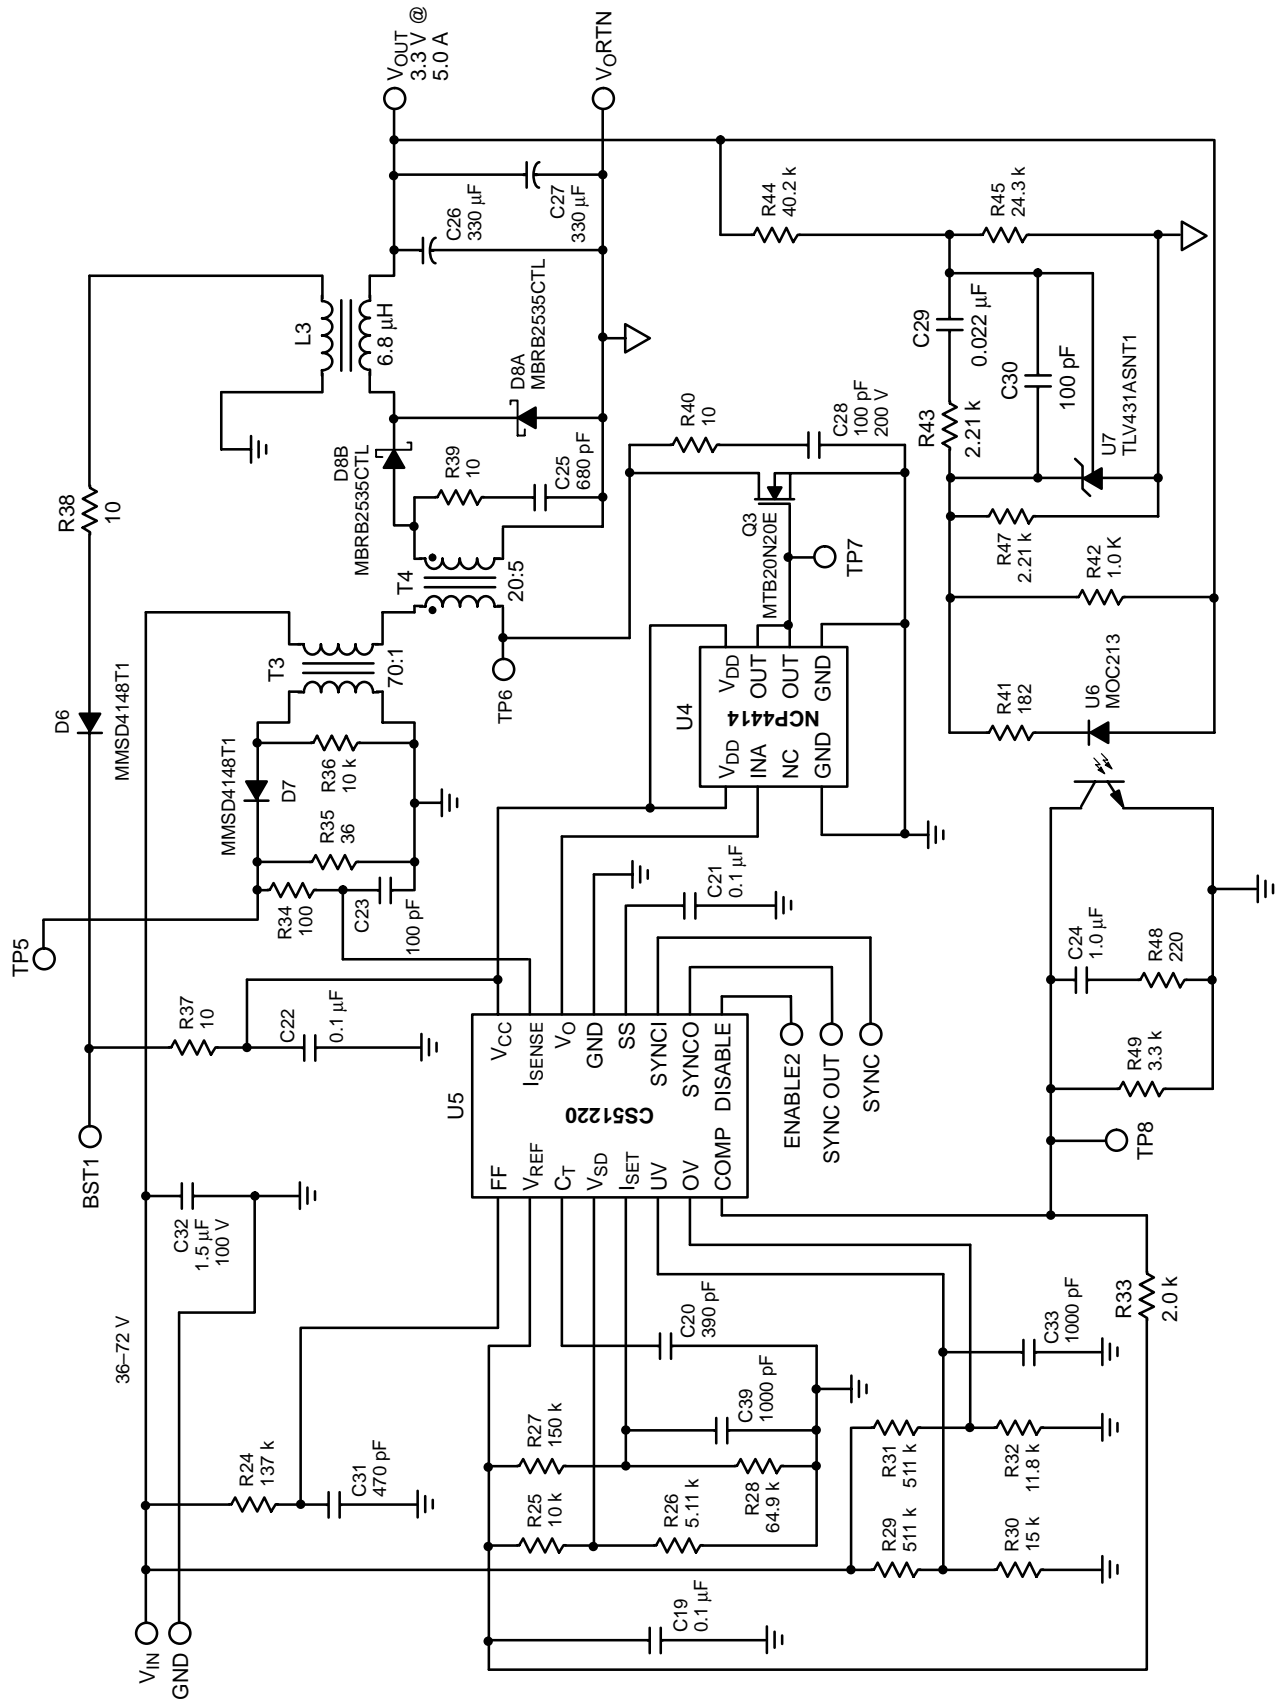 VIN
GND
36–72 V
R24
137 k
C31
470 pF
C32
1.5 µF
100 V
BST1
R37
10
C22
0.1 µF
TP5
D6
MMSD4148T1
R38
10
MMSD4148T1
D7
R34
100
C23
100 pF
R35
36
R36
10 k
T3
70:1
T4
20:5
TP6
L3
6.8 µH
D8B
MBRB2535CTL
D8A
MBRB2535CTL
R39
10
C25
680 pF
C26
330 µF
C27
330 µF
VOUT
3.3 V @
5.0 A
VORTN
C19
0.1 µF
R25
10 k
R26
5.11 k
R27
150 k
R28
64.9 k
C39
1000 pF
C20
390 pF
U5
CS51220
FF
VREF
CT
VSD
ISET
UV
OV
COMP
VCC
ISENSE
VO
GND
SS
SYNCI
SYNCO
DISABLE
C21
0.1 µF
ENABLE2
SYNC OUT
SYNC
U4
NCP4414
VDD
INA
NC
GND
VDD
OUT
OUT
GND
Q3
MTB20N20E
TP7
R40
10
C28
100 pF
200 V
R29
511 k
R30
15 k
R31
511 k
R32
11.8 k
C33
1000 pF
R33
2.0 k
TP8
R49
3.3 k
C24
1.0 µF
R48
220
U6
MOC213
R41
182
R42
1.0 K
R47
2.21 k
R43
2.21 k
C29
0.022 µF
C30
100 pF
U7
TLV431ASNT1
R44
40.2 k
R45
24.3 k